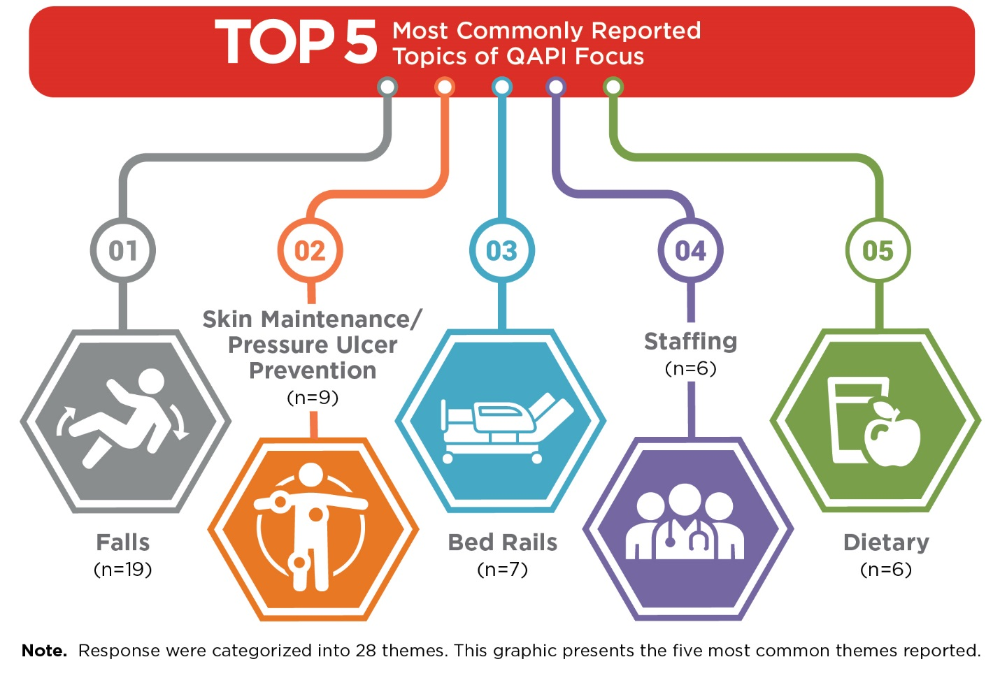 TOP 5
Most Commonly Reported
Topics of QAPI Focus
01
02
03
04
05
Falls
(n=19)
Skin Maintenance/
Pressure Ulcer
Prevention
(n=9)
Bed Rails
(n=7)
Staffing
(n=6)
Dietary
(n=6)
Note. Response were categorized into 28 themes. This graphic presents the five most common themes reported.